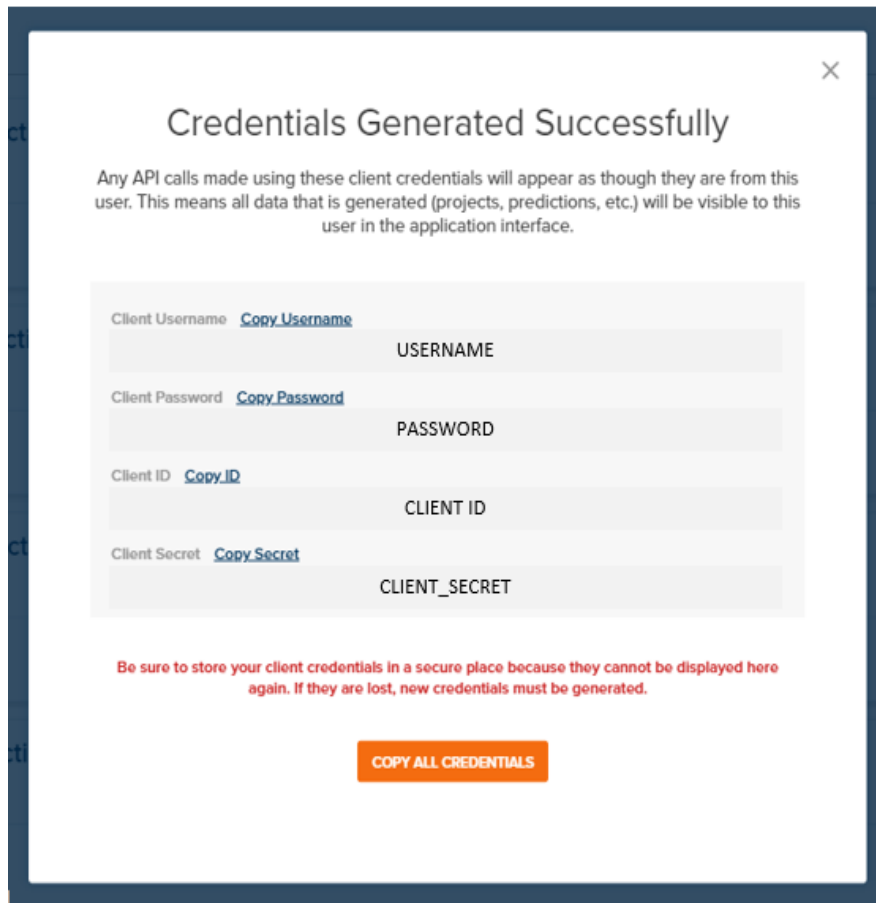 ×
Credentials Generated Successfully
Any API calls made using these client credentials will appear as though they are from this
user. This means all data that is generated (projects, predictions, etc.) will be visible to this
user in the application interface.
Client Username Copy Username
USERNAME
Client Password Copy Password
PASSWORD
Client ID Copy ID
CLIENT ID
Client Secret Copy Secret
CLIENT_SECRET
Be sure to store your client credentials in a secure place because they cannot be displayed here
again. If they are lost, new credentials must be generated.
COPY ALL CREDENTIALS